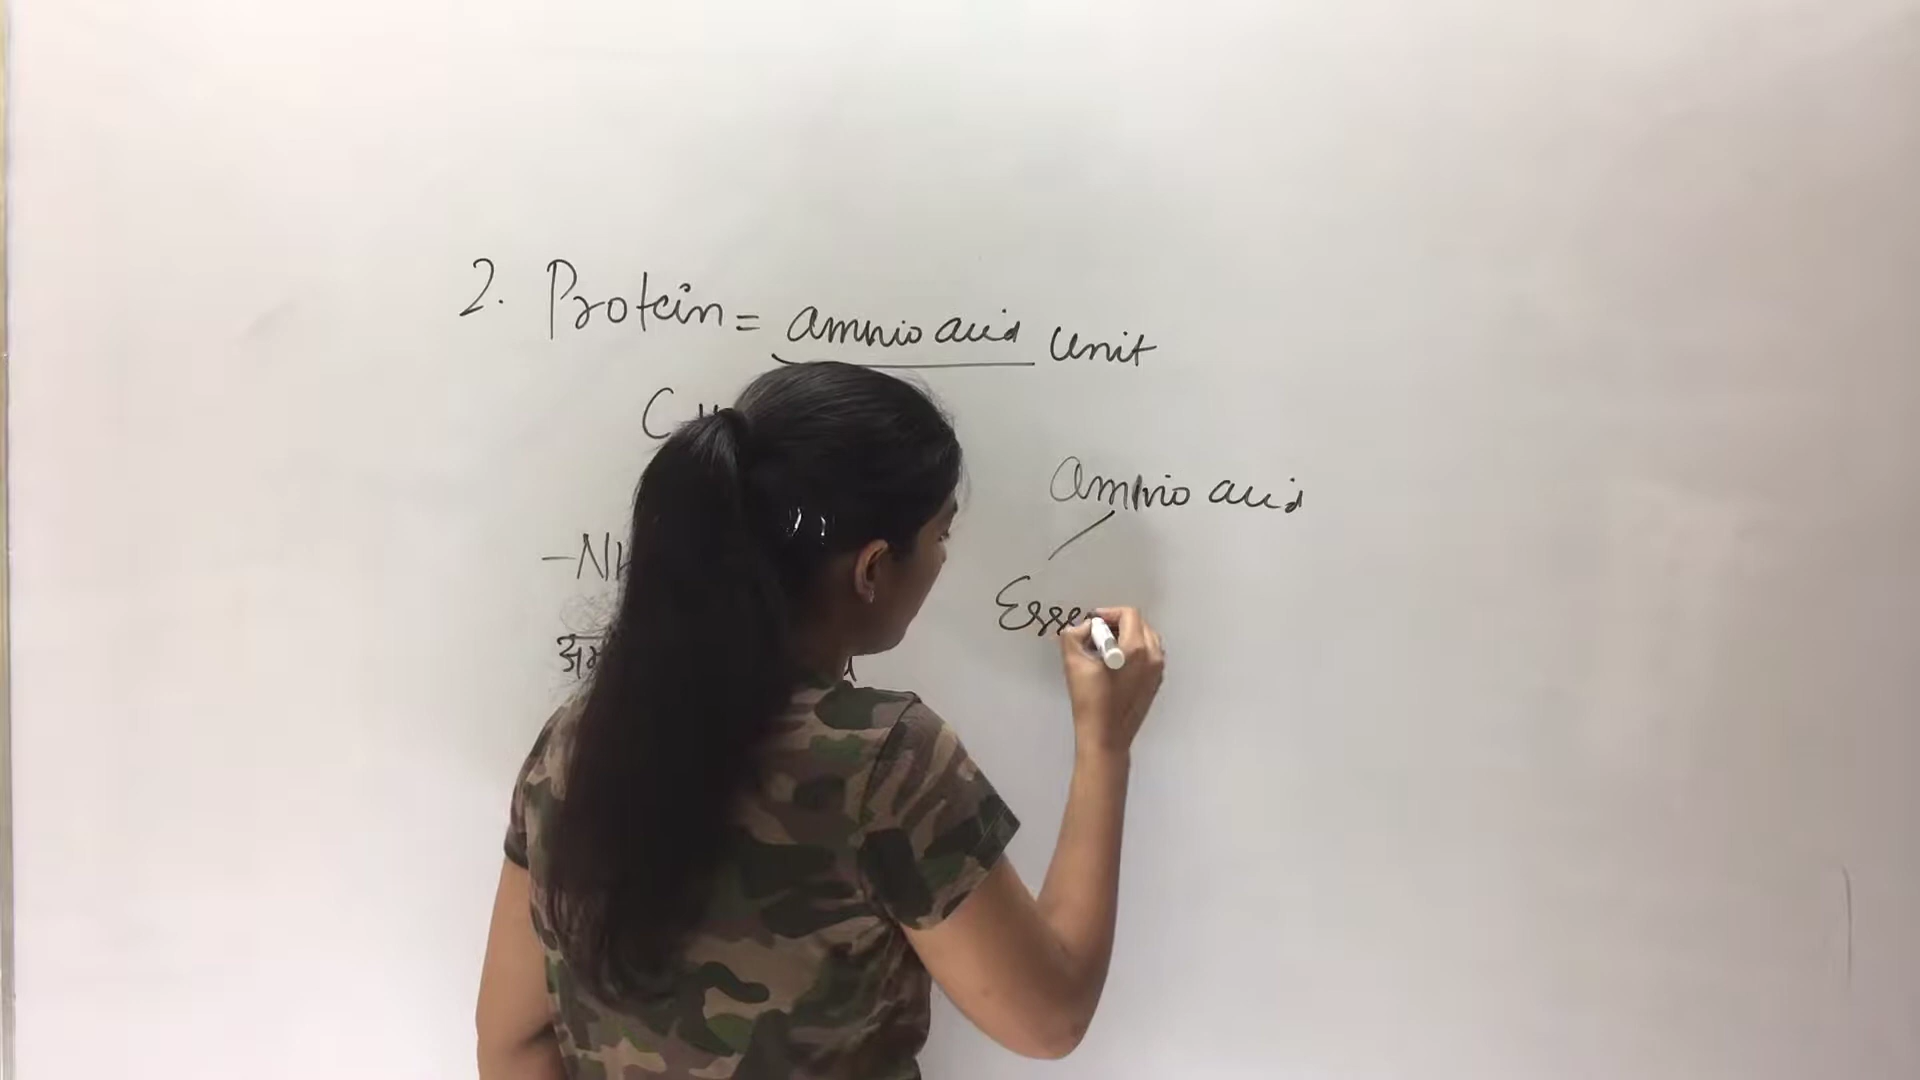 2. Protein = amino acid unit
C
amino acid
-NH
Esse